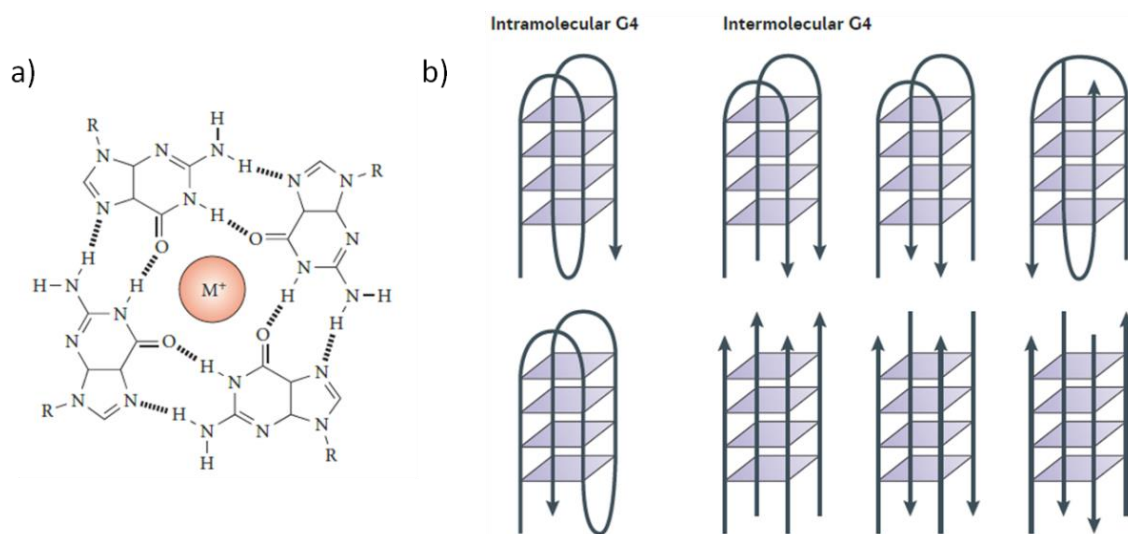 Intramolecular G4 Intermolecular G4
a) b)
H
R
H
N N N H
N N R
N H
N
O O N
H N
H N H M⁺ H N H
N H
N O O
H N
N
R N N H
N N N
H R